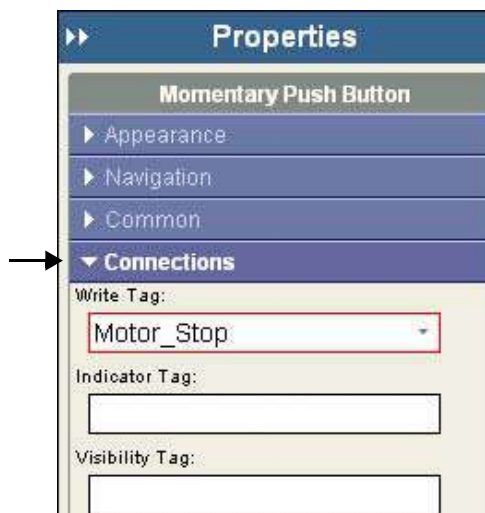 Properties
Momentary Push Button
Appearance
Navigation
Common
Connections
Write Tag:
Motor_Stop
Indicator Tag:
Visibility Tag: